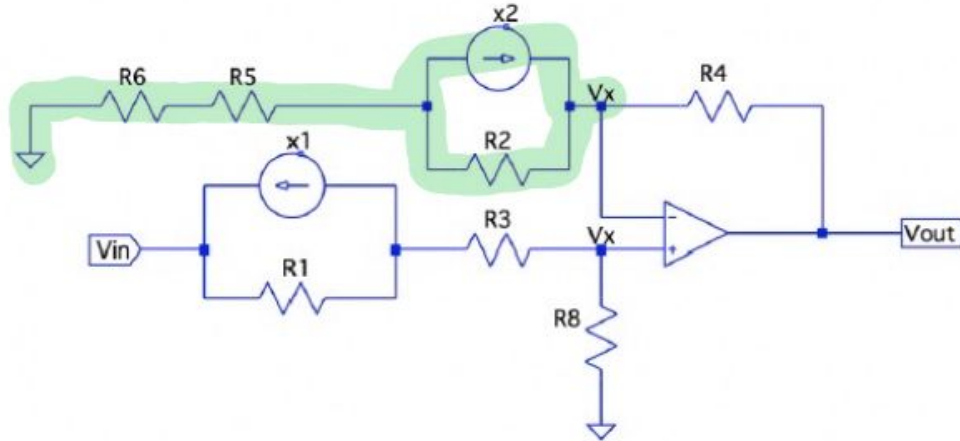 x2
R6 R5 Vx R4
x1 R2
R3
Vin R1 Vx - + Vout
R8